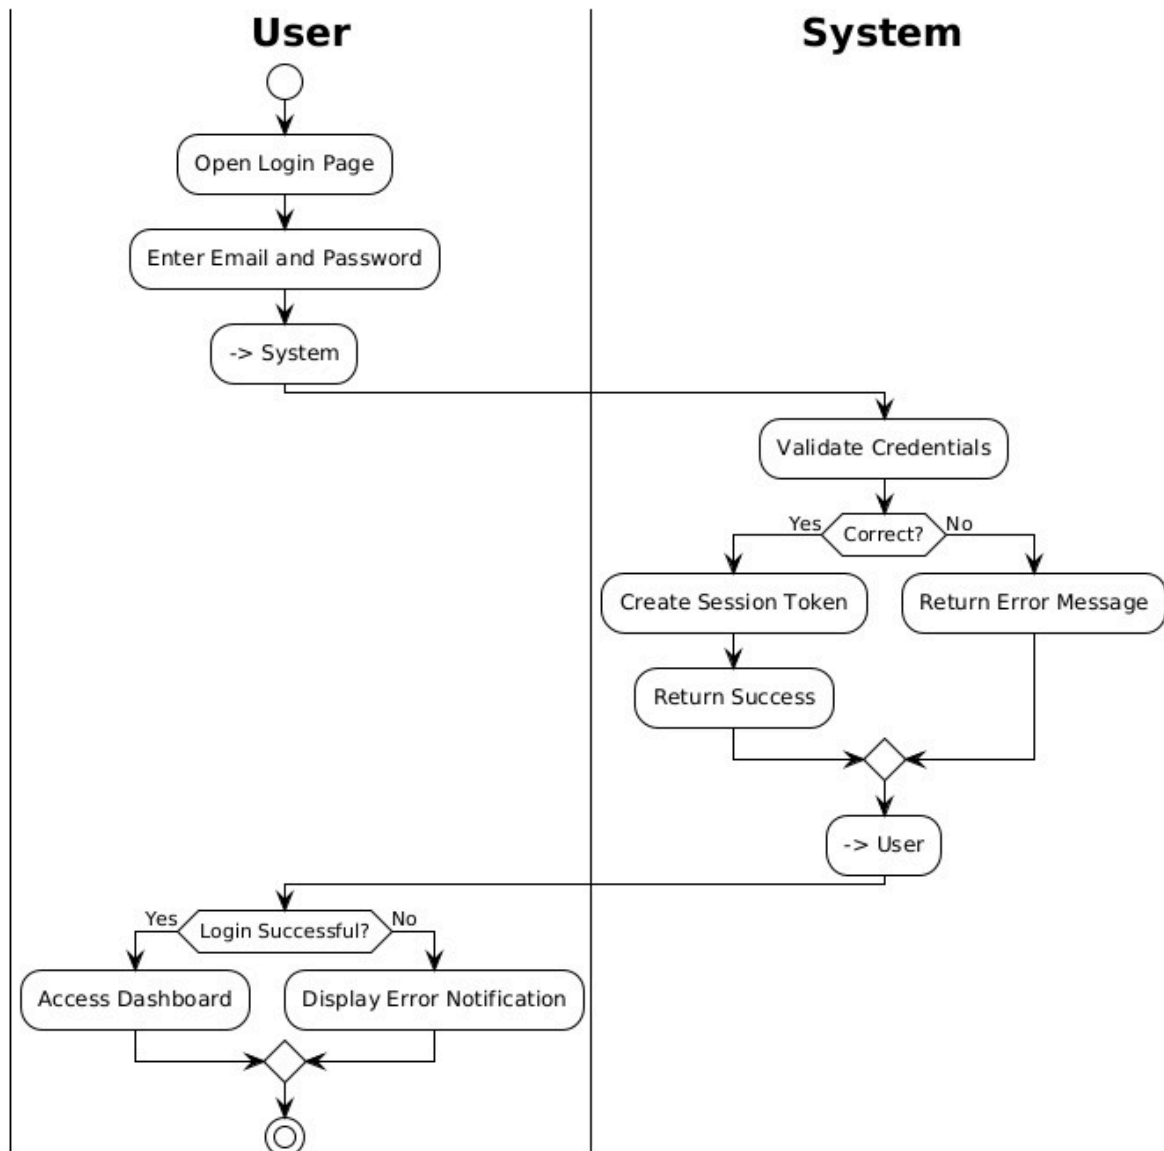 User
System
Open Login Page
Enter Email and Password
-> System
Validate Credentials
Yes
Correct?
No
Create Session Token
Return Error Message
Return Success
-> User
Yes
Login Successful?
No
Access Dashboard
Display Error Notification